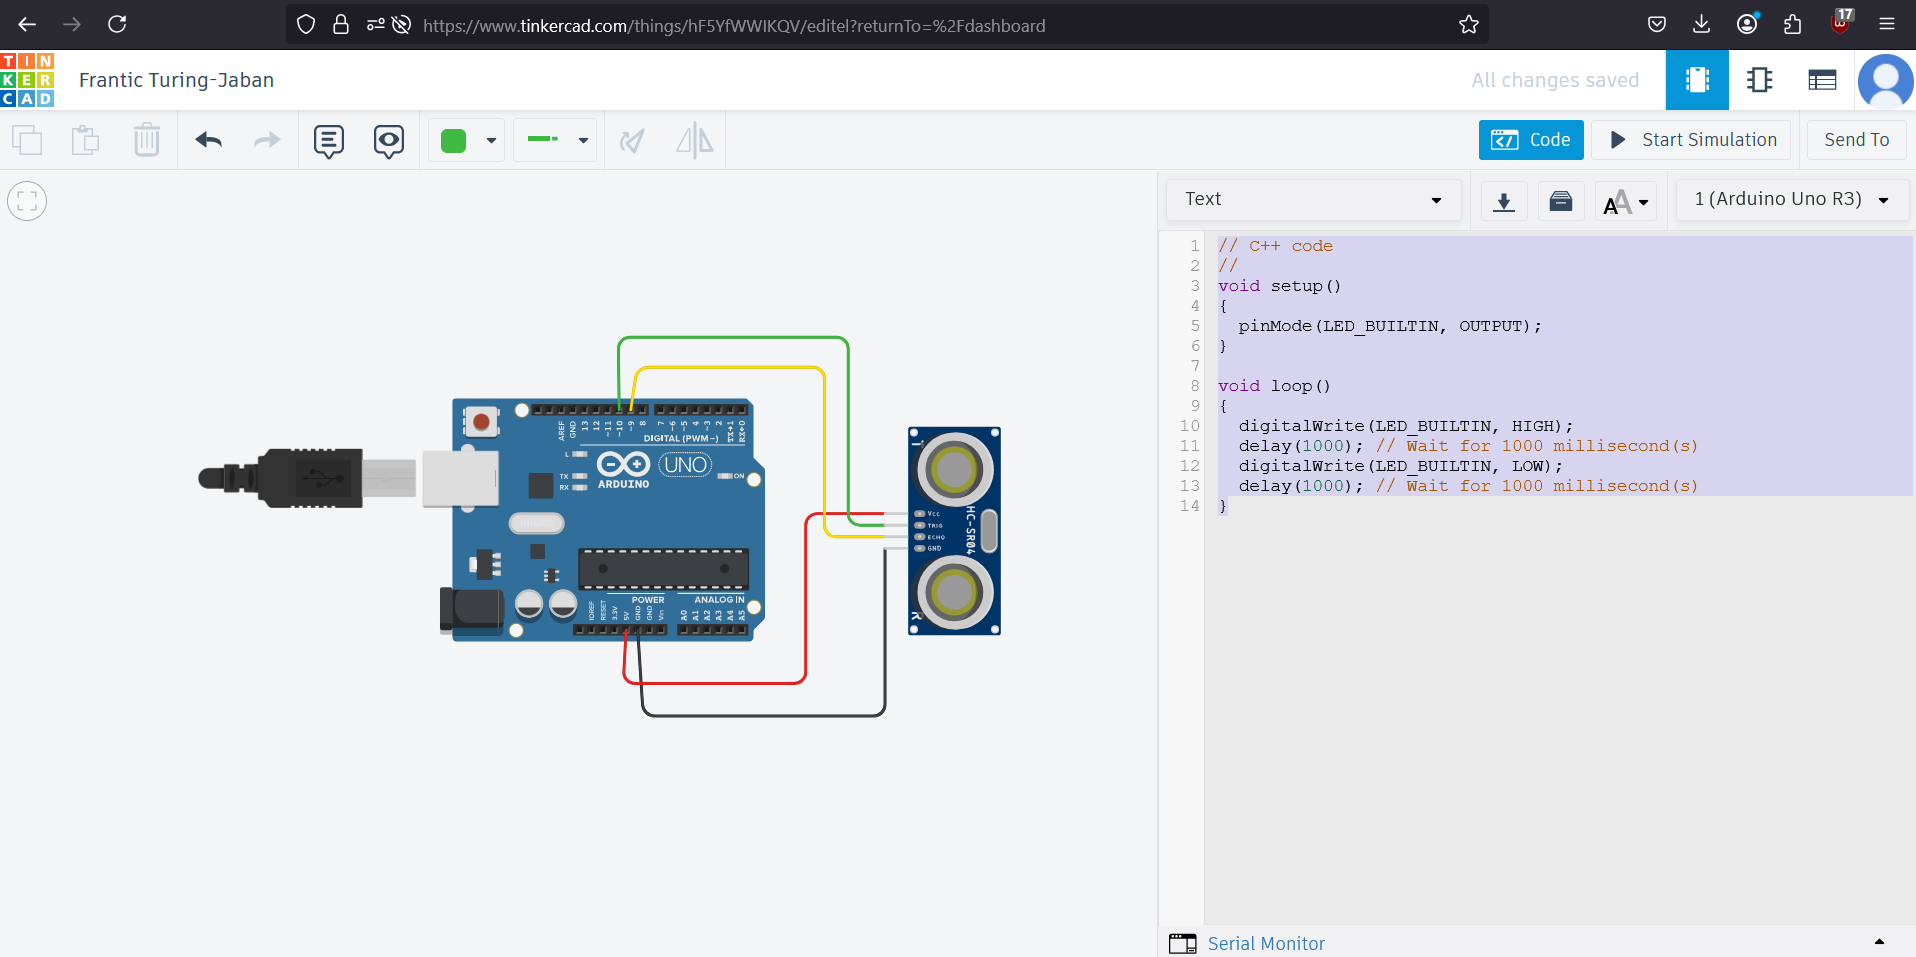 https://www.tinkercad.com/things/hF5YfWWIKQV/editel?returnTo=%2Fdashboard
17
TIN
KER
CAD
Frantic Turing-Jaban
All changes saved
Code
Start Simulation
Send To
Text
1 (Arduino Uno R3)
1 // C++ code
2 //
3 void setup()
4 {
5 pinMode(LED_BUILTIN, OUTPUT);
6 }
7
8 void loop()
9 {
10 digitalWrite(LED_BUILTIN, HIGH);
11 delay(1000); // Wait for 1000 millisecond(s)
12 digitalWrite(LED_BUILTIN, LOW);
13 delay(1000); // Wait for 1000 millisecond(s)
14 }
AREF GND 13 12 ~11 ~10 ~9 8 7 ~6 ~5 4 ~3 2 TX→1 RX←0
DIGITAL (PWM~)
L
TX
RX
ARDUINO
UNO
ON
POWER
ANALOG IN
IOREF RESET 3.3V 5V GND GND Vin A0 A1 A2 A3 A4 A5
T
Vcc
TRIG
ECHO
GND
HC-SR04
R
Serial Monitor